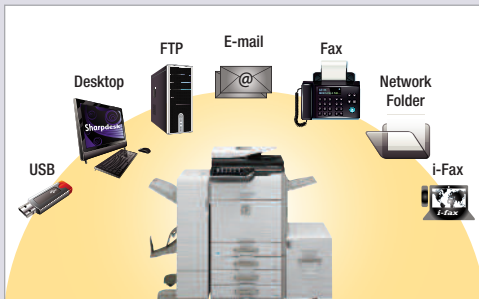 USB
Desktop
Sharpdesk
FTP
E-mail
@
Fax
Network
Folder
i-Fax
i-fax